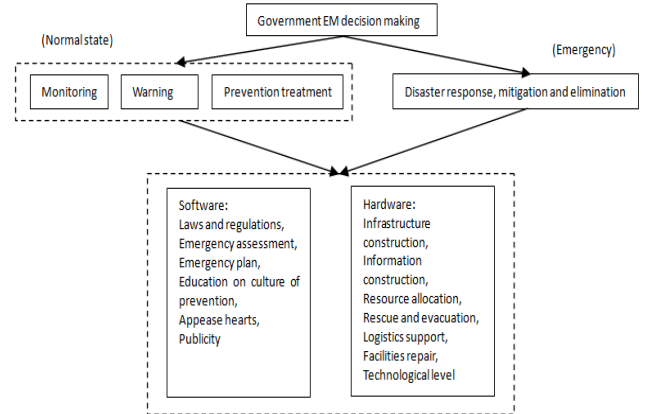 Government EM decision making
(Normal state)
(Emergency)
Monitoring
Warning
Prevention treatment
Disaster response, mitigation and elimination
Software:
Laws and regulations,
Emergency assessment,
Emergency plan,
Education on culture of
prevention,
Appease hearts,
Publicity
Hardware:
Infrastructure
construction,
Information
construction,
Resource allocation,
Rescue and evacuation,
Logistics support,
Facilities repair,
Technological level